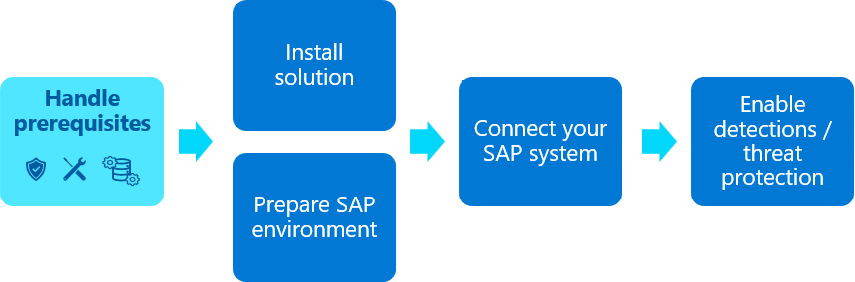 Handle
prerequisites
Install
solution
Prepare SAP
environment
Connect your
SAP system
Enable
detections /
threat
protection